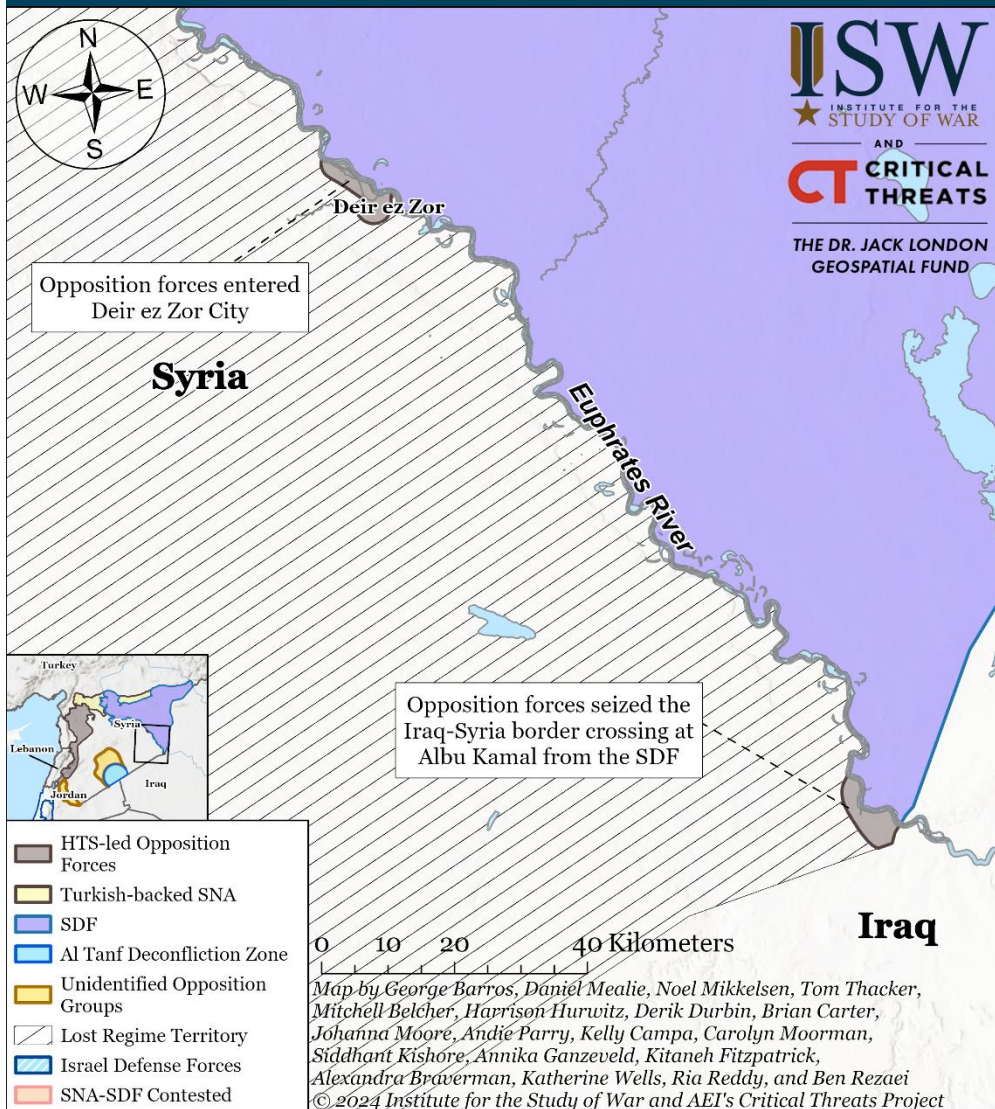 N
W E
S
ISW
INSTITUTE FOR THE
STUDY OF WAR
AND
CT CRITICAL
THREATS
THE DR. JACK LONDON
GEOSPATIAL FUND
Deir ez Zor
Opposition forces entered
Deir ez Zor City
Syria
Euphrates River
Opposition forces seized the
Iraq-Syria border crossing at
Albu Kamal from the SDF
Iraq
Turkey
Syria
Lebanon
Iraq
Jordan
HTS-led Opposition
Forces
Turkish-backed SNA
SDF
Al Tanf Deconfliction Zone
Unidentified Opposition
Groups
Lost Regime Territory
Israel Defense Forces
SNA-SDF Contested
0 10 20 40 Kilometers
Map by George Barros, Daniel Mealie, Noel Mikkelsen, Tom Thacker,
Mitchell Belcher, Harrison Hurwitz, Derik Durbin, Brian Carter,
Johanna Moore, Andie Parry, Kelly Campa, Carolyn Moorman,
Siddhant Kishore, Annika Ganzeveld, Kitaneh Fitzpatrick,
Alexandra Braverman, Katherine Wells, Ria Reddy, and Ben Rezaei
© 2024 Institute for the Study of War and AEI's Critical Threats Project